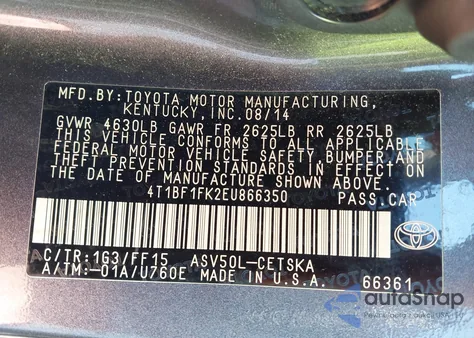 MFD.BY: TOYOTA MOTOR MANUFACTURING,
KENTUCKY, INC. 08/14
GVWR 4630LB GAWR FR 2625LB RR 2625LB
THIS VEHICLE CONFORMS TO ALL APPLICABLE
FEDERAL MOTOR VEHICLE SAFETY, BUMPER, AND
THEFT PREVENTION STANDARDS IN EFFECT ON
THE DATE OF MANUFACTURE SHOWN ABOVE.
4T1BF1FK2EU866350 PASS. CAR
TOYOTA
C/TR: 1G3/FF15 ASV50L-CETSKA
A/TM: -01A/U760E MADE IN U.S.A. 66361
autoSnap